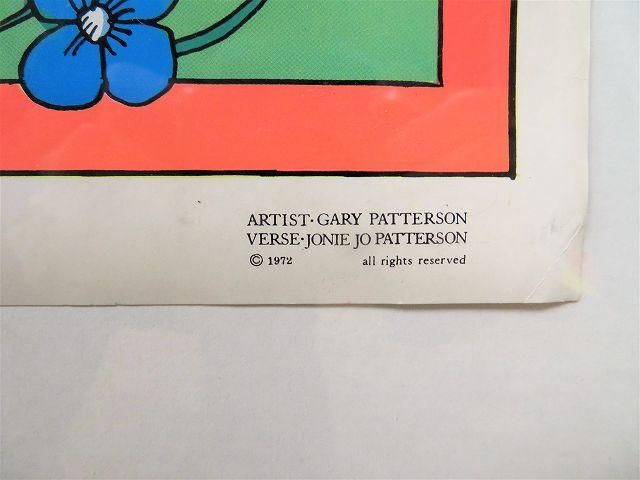 ARTIST·GARY PATTERSON
VERSE·JONIE JO PATTERSON
© 1972 all rights reserved